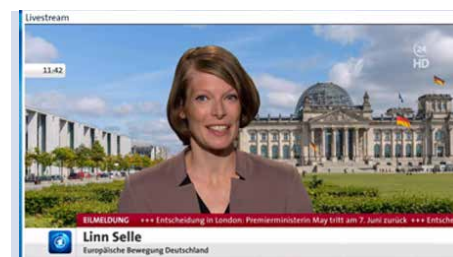 Livestream
11:42
24
HD
EILMELDUNG +++ Entscheidung in London: Premierministerin May tritt am 7. Juni zurück +++ Entsche
Linn Selle
Europäische Bewegung Deutschland